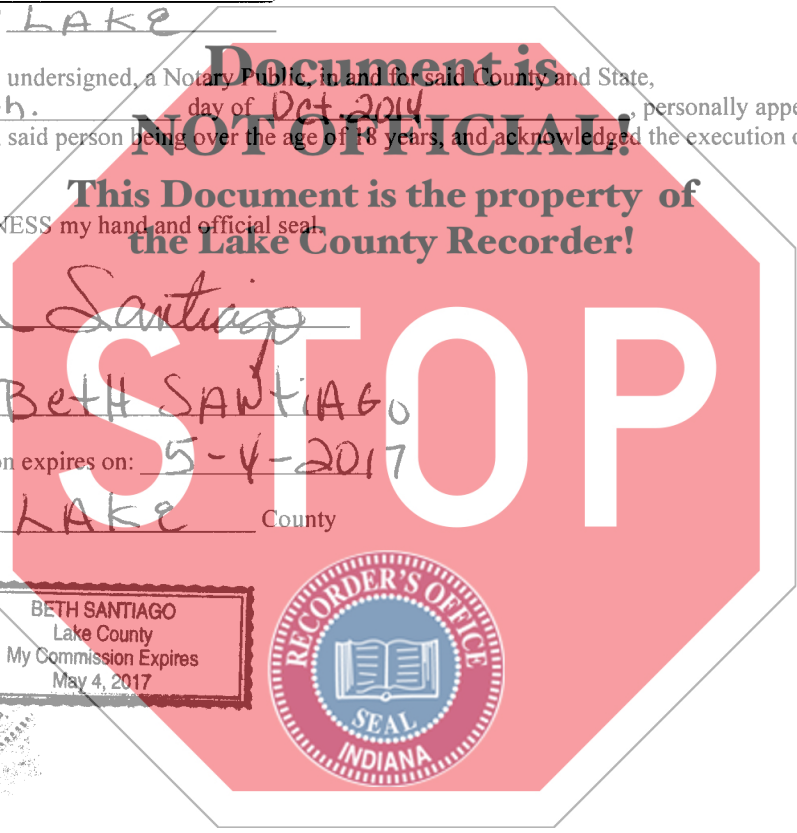 LAKE
Document is
undersigned, a Notary Public, in and for said County and State,
h. day of Oct. 2014, personally appe
NOT OFFICIAL!
said person being over the age of 18 years, and acknowledged the execution o
This Document is the property of
NESS my hand and official seal.
the Lake County Recorder!
Santiago
STOP
BetH SANtiAGO
n expires on: 5-4-2017
LAKE County
RECORDER'S OFFICE
SEAL
INDIANA
BETH SANTIAGO
Lake County
My Commission Expires
May 4, 2017